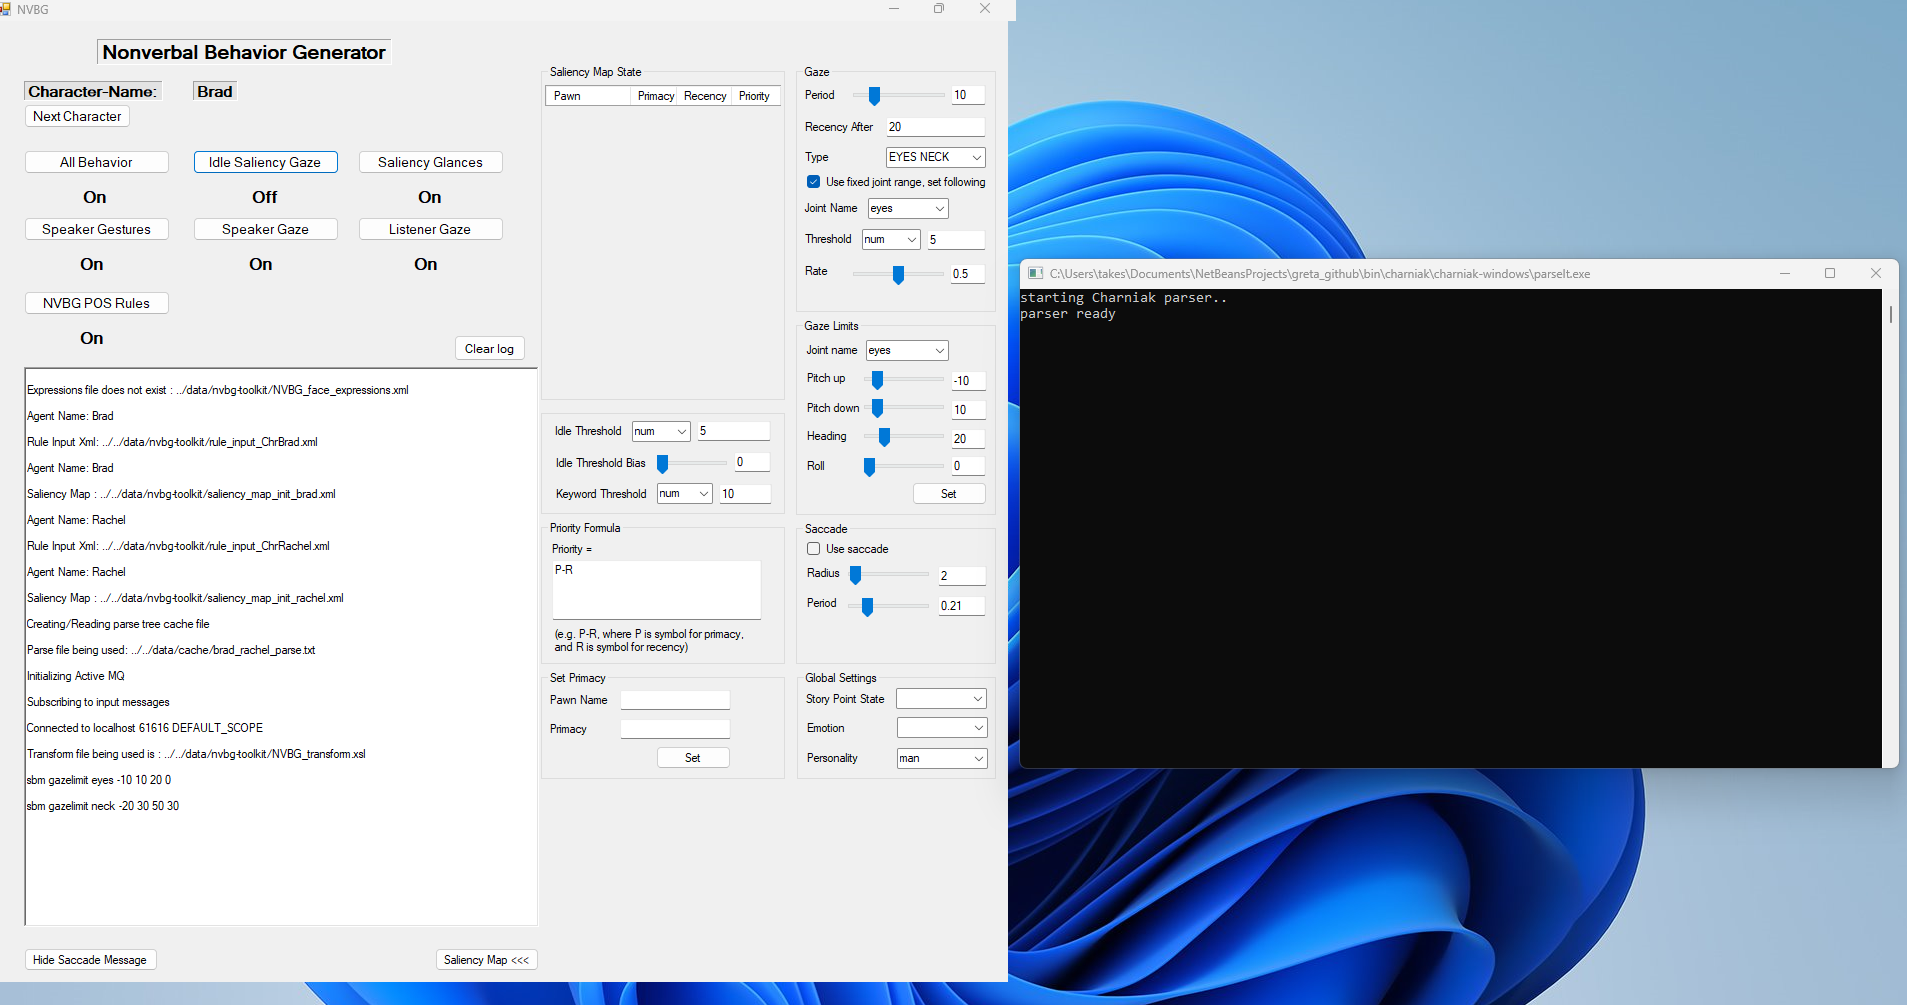 NVBG
Nonverbal Behavior Generator
Character-Name: Brad
Next Character
All Behavior Idle Saliency Gaze Saliency Glances
On Off On
Speaker Gestures Speaker Gaze Listener Gaze
On On On
NVBG POS Rules
On
Clear log
Expressions file does not exist : ../data/nvbg-toolkit/NVBG_face_expressions.xml
Agent Name: Brad
Rule Input Xml: ../../data/nvbg-toolkit/rule_input_ChrBrad.xml
Agent Name: Brad
Saliency Map : ../../data/nvbg-toolkit/saliency_map_init_brad.xml
Agent Name: Rachel
Rule Input Xml: ../../data/nvbg-toolkit/rule_input_ChrRachel.xml
Agent Name: Rachel
Saliency Map : ../../data/nvbg-toolkit/saliency_map_init_rachel.xml
Creating/Reading parse tree cache file
Parse file being used: ../../data/cache/brad_rachel_parse.txt
Initializing Active MQ
Subscribing to input messages
Connected to localhost 61616 DEFAULT_SCOPE
Transform file being used is : ../../data/nvbg-toolkit/NVBG_transform.xsl
sbm gazelimit eyes -10 10 20 0
sbm gazelimit neck -20 30 50 30
Hide Saccade Message
Saliency Map <<<
Saliency Map State
Pawn Primacy Recency Priority
Idle Threshold num 5
Idle Threshold Bias 0
Keyword Threshold num 10
Priority Formula
Priority =
P-R
(e.g. P-R, where P is symbol for primacy,
and R is symbol for recency)
Set Primacy
Pawn Name
Primacy
Set
Gaze
Period 10
Recency After 20
Type EYES NECK
Use fixed joint range, set following
Joint Name eyes
Threshold num 5
Rate 0.5
Gaze Limits
Joint name eyes
Pitch up -10
Pitch down 10
Heading 20
Roll 0
Set
Saccade
Use saccade
Radius 2
Period 0.21
Global Settings
Story Point State
Emotion
Personality man
C:\Users\takes\Documents\NetBeansProjects\greta_github\bin\charniak\charniak-windows\parseIt.exe
starting Charniak parser..
parser ready